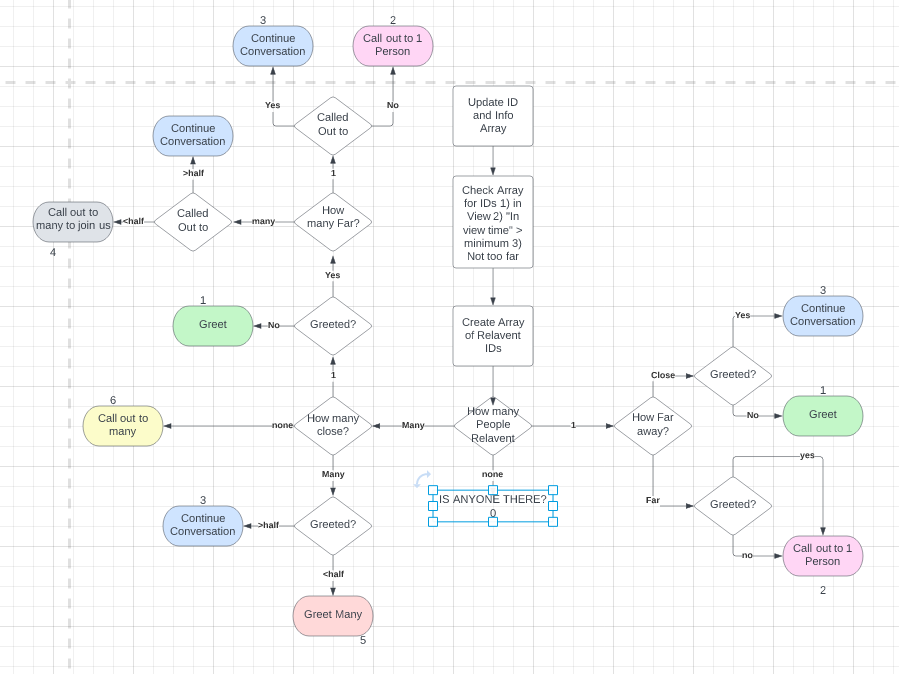 3
2
Continue
Conversation
Call out to 1
Person
Yes
No
Called
Out to
Update ID
and Info
Array
Continue
Conversation
>half
1
Check Array
for IDs 1) in
View 2) "In
view time" >
minimum 3)
Not too far
Call out to
many to join us
<half
Called
Out to
many
How
many Far?
4
Yes
1
Greet
No
Greeted?
Create Array
of Relavent
IDs
3
Continue
Conversation
Yes
1
Close
Greeted?
6
Call out to
many
none
How many
close?
Many
How many
People
Relavent
1
How Far
away?
No
1
Greet
Many
none
yes
3
Continue
Conversation
>half
Greeted?
IS ANYONE THERE?
0
Far
Greeted?
<half
no
Call out to 1
Person
2
Greet Many
5